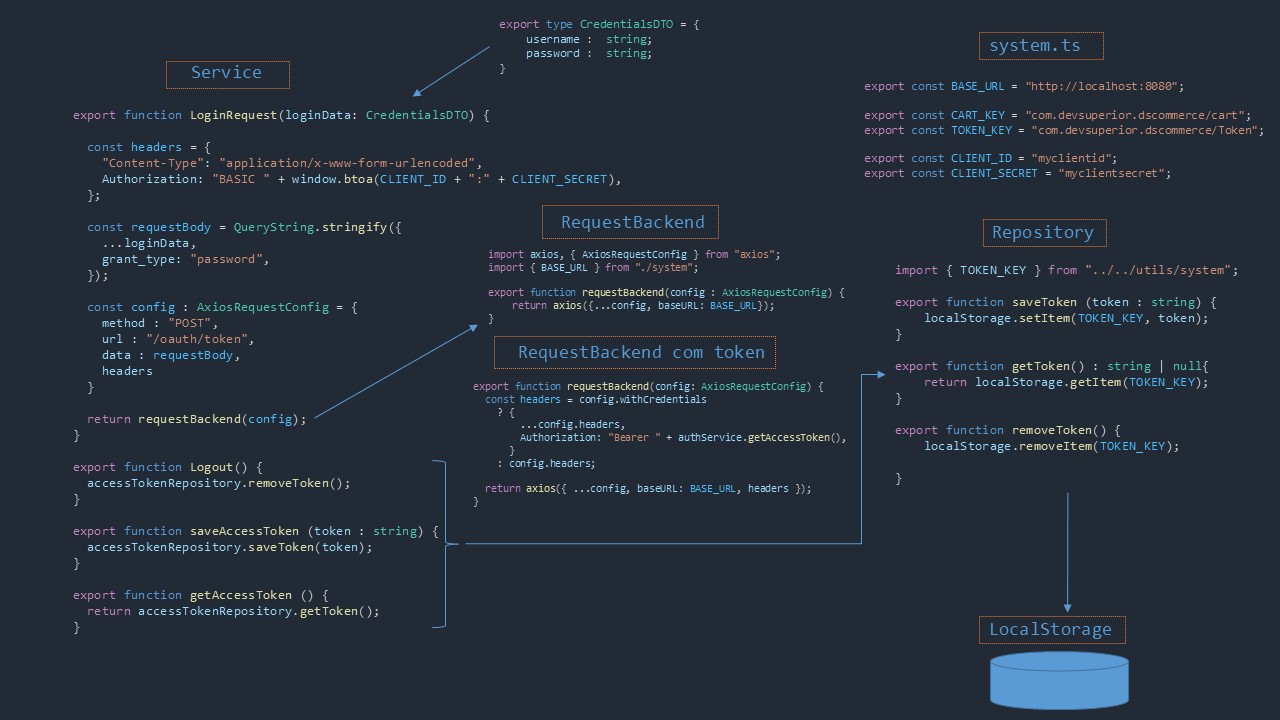 export type CredentialsDTO = {
username : string;
password : string;
}
Service
export function LoginRequest(loginData: CredentialsDTO) {
const headers = {
"Content-Type": "application/x-www-form-urlencoded",
Authorization: "BASIC " + window.btoa(CLIENT_ID + ":" + CLIENT_SECRET),
};
const requestBody = QueryString.stringify({
...loginData,
grant_type: "password",
});
const config : AxiosRequestConfig = {
method : "POST",
url : "/oauth/token",
data : requestBody,
headers
}
return requestBackend(config);
}
export function Logout() {
accessTokenRepository.removeToken();
}
export function saveAccessToken (token : string) {
accessTokenRepository.saveToken(token);
}
export function getAccessToken () {
return accessTokenRepository.getToken();
}
RequestBackend
import axios, { AxiosRequestConfig } from "axios";
import { BASE_URL } from "./system";
export function requestBackend(config : AxiosRequestConfig) {
return axios({...config, baseURL: BASE_URL});
}
RequestBackend com token
export function requestBackend(config: AxiosRequestConfig) {
const headers = config.withCredentials
? {
...config.headers,
Authorization: "Bearer " + authService.getAccessToken(),
}
: config.headers;
return axios({ ...config, baseURL: BASE_URL, headers });
}
system.ts
export const BASE_URL = "http://localhost:8080";
export const CART_KEY = "com.devsuperior.dscommerce/cart";
export const TOKEN_KEY = "com.devsuperior.dscommerce/Token";
export const CLIENT_ID = "myclientid";
export const CLIENT_SECRET = "myclientsecret";
Repository
import { TOKEN_KEY } from "../../utils/system";
export function saveToken (token : string) {
localStorage.setItem(TOKEN_KEY, token);
}
export function getToken() : string | null{
return localStorage.getItem(TOKEN_KEY);
}
export function removeToken() {
localStorage.removeItem(TOKEN_KEY);
}
LocalStorage